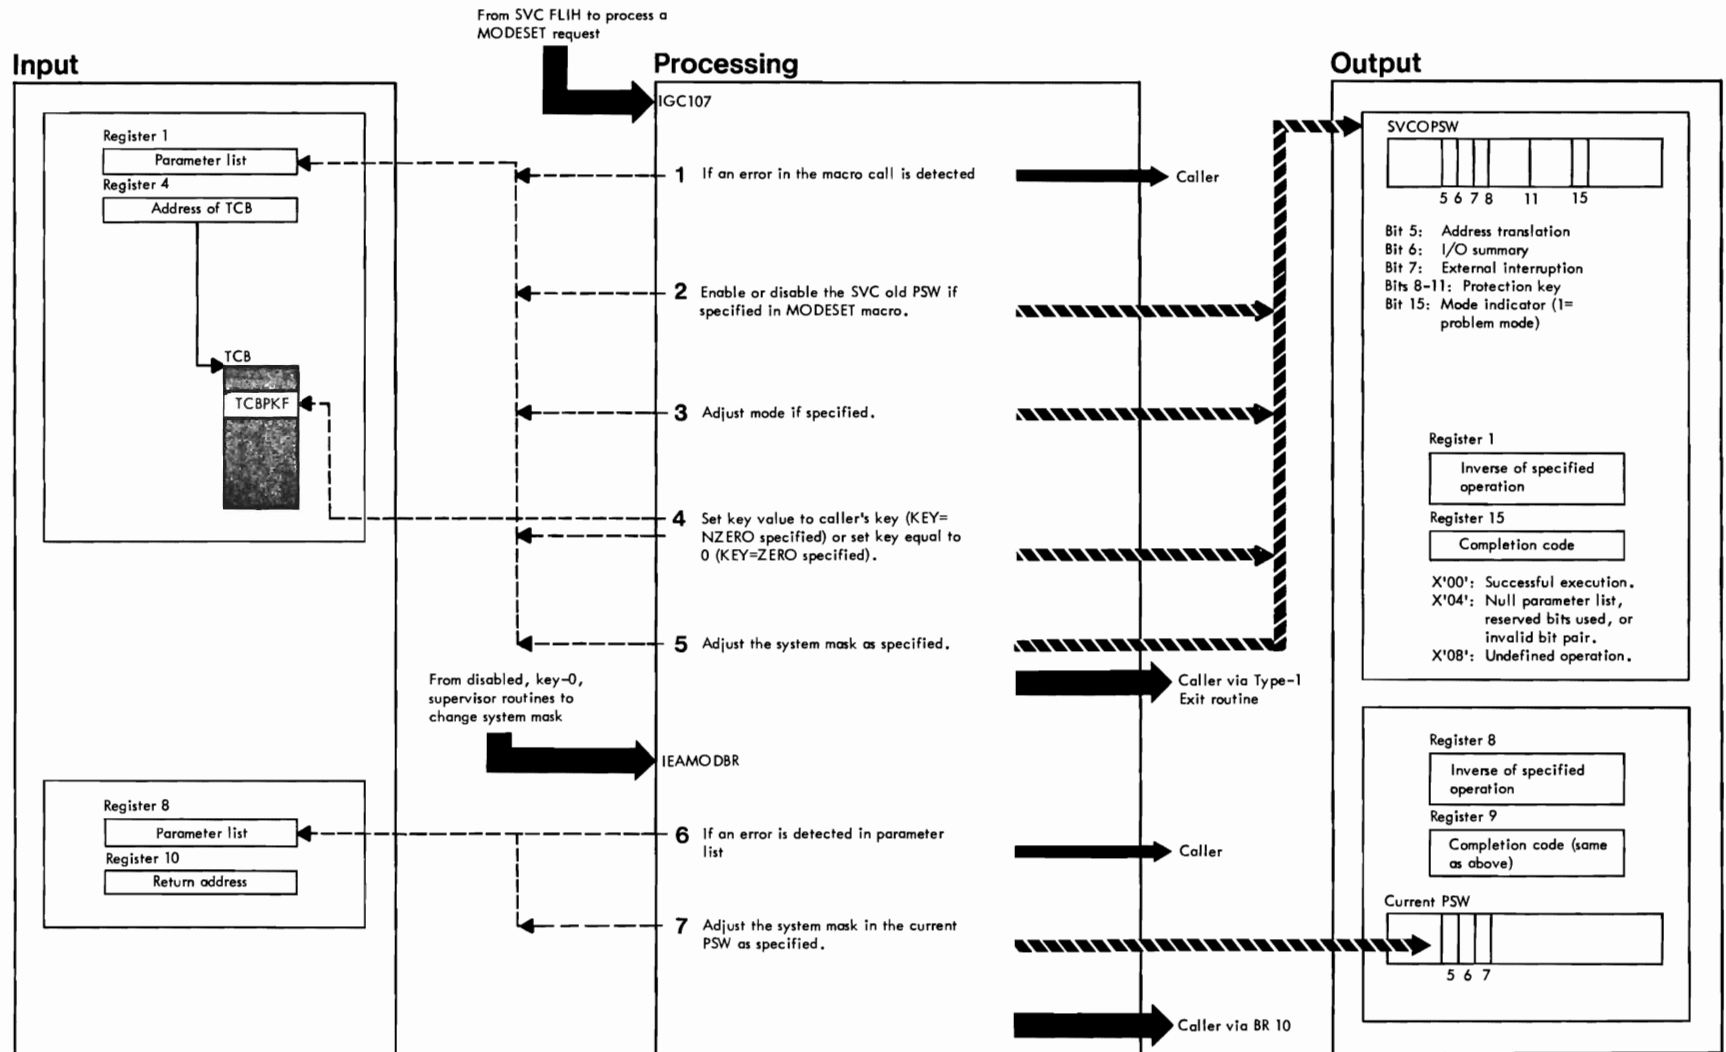 From SVC FLIH to process a
MODESET request
Input
Processing
Output
IGC107
Register 1
Parameter list
Register 4
Address of TCB
TCB
TCBPKF
1 If an error in the macro call is detected
Caller
2 Enable or disable the SVC old PSW if
specified in MODESET macro.
3 Adjust mode if specified.
4 Set key value to caller's key (KEY=
NZERO specified) or set key equal to
0 (KEY=ZERO specified).
5 Adjust the system mask as specified.
Caller via Type-1
Exit routine
SVCOPSW
5 6 7 8 11 15
Bit 5: Address translation
Bit 6: I/O summary
Bit 7: External interruption
Bits 8-11: Protection key
Bit 15: Mode indicator (1=
problem mode)
Register 1
Inverse of specified
operation
Register 15
Completion code
X'00': Successful execution.
X'04': Null parameter list,
reserved bits used, or
invalid bit pair.
X'08': Undefined operation.
From disabled, key-0,
supervisor routines to
change system mask
IEAMODBR
Register 8
Parameter list
Register 10
Return address
6 If an error is detected in parameter
list
Caller
7 Adjust the system mask in the current
PSW as specified.
Caller via BR 10
Register 8
Inverse of specified
operation
Register 9
Completion code (same
as above)
Current PSW
5 6 7